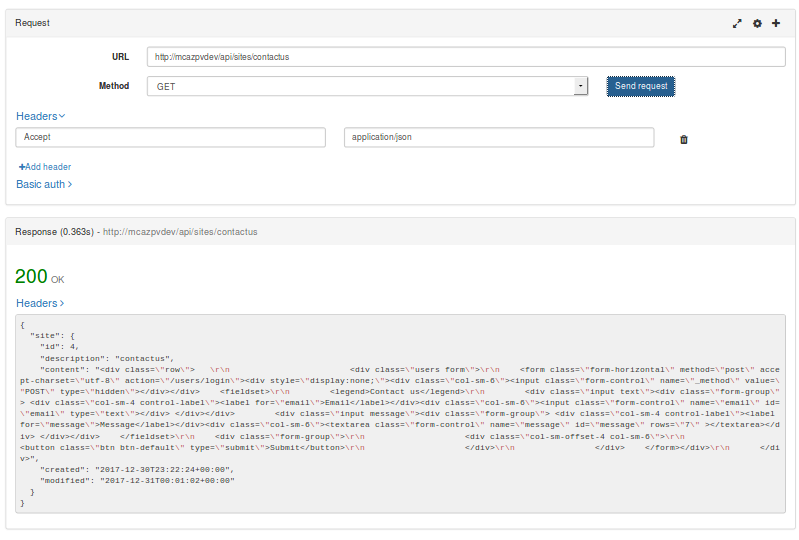 Request
URL http://mcazpvdev/api/sites/contactus
Method GET Send request
Headers
Accept application/json
Add header
Basic auth
Response (0.363s) - http://mcazpvdev/api/sites/contactus
200 OK
Headers
{
"site": {
"id": 4,
"description": "contactus",
"content": "<div class=\"row\"> \r\n <div class=\"users form\">\r\n <form class=\"form-horizontal\" method=\"post\" acce
pt-charset=\"utf-8\" action=\"/users/login\"><div style=\"display:none;\"><div class=\"col-sm-6\"><input class=\"form-control\" name=\"_method\" value=\
"POST\" type=\"hidden\"></div></div> <fieldset>\r\n <legend>Contact us</legend>\r\n <div class=\"input text\"><div class=\"form-group\"
> <div class=\"col-sm-4 control-label\"><label for=\"email\">Email</label></div><div class=\"col-sm-6\"><input class=\"form-control\" name=\"email\" id=
\"email\" type=\"text\"></div> </div></div> <div class=\"input message\"><div class=\"form-group\"> <div class=\"col-sm-4 control-label\"><label
for=\"message\">Message</label></div><div class=\"col-sm-6\"><textarea class=\"form-control\" name=\"message\" id=\"message\" rows=\"7\" ></textarea></d
iv> </div></div> </fieldset>\r\n <div class=\"form-group\">\r\n <div class=\"col-sm-offset-4 col-sm-6\">\r\n
<button class=\"btn btn-default\" type=\"submit\">Submit</button>\r\n </div>\r\n </div> </form></div>\r\n </di
v>",
"created": "2017-12-30T23:22:24+00:00",
"modified": "2017-12-31T00:01:02+00:00"
}
}